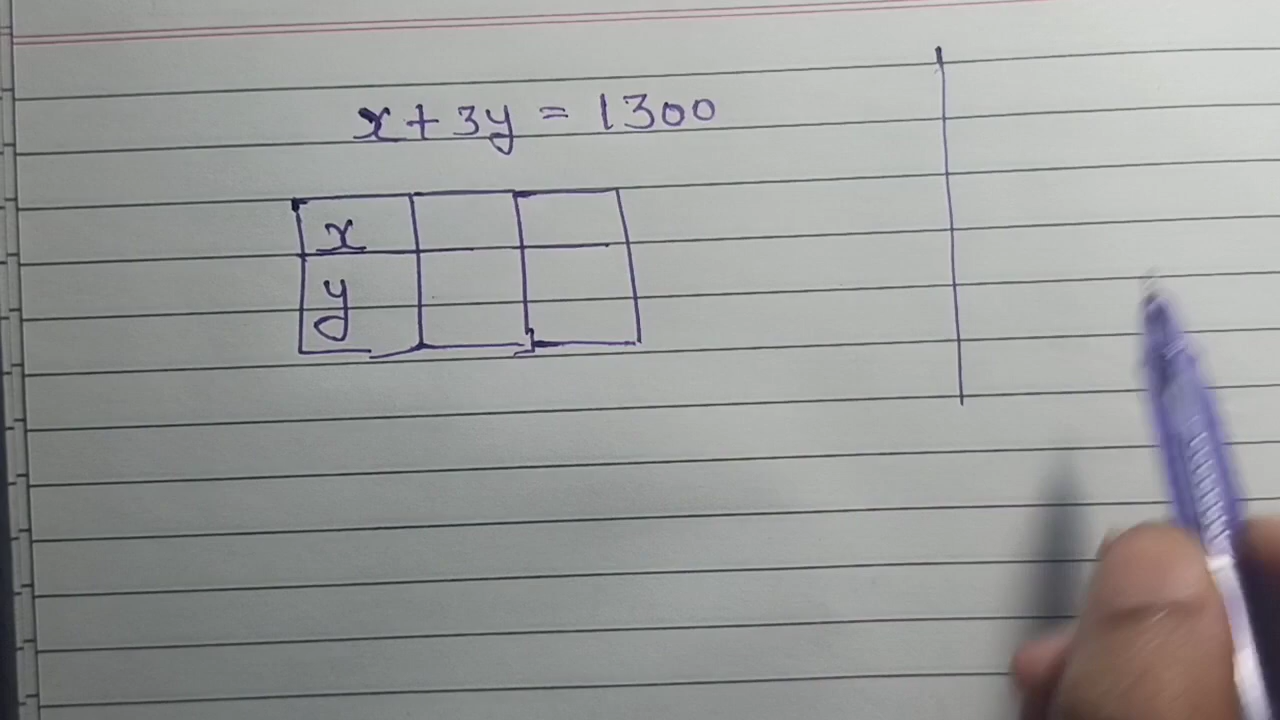 x + 3y = 1300
x
y